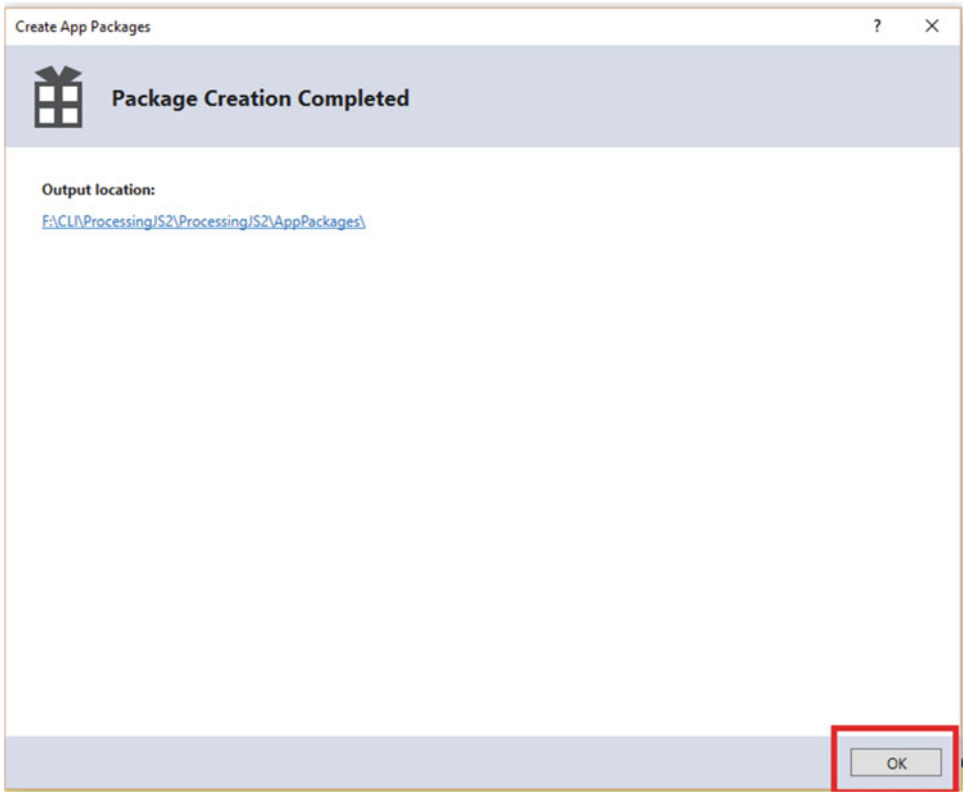 Create App Packages ?
Package Creation Completed
Output location:
F:\CLI\ProcessingJS2\ProcessingJS2\AppPackages\
OK